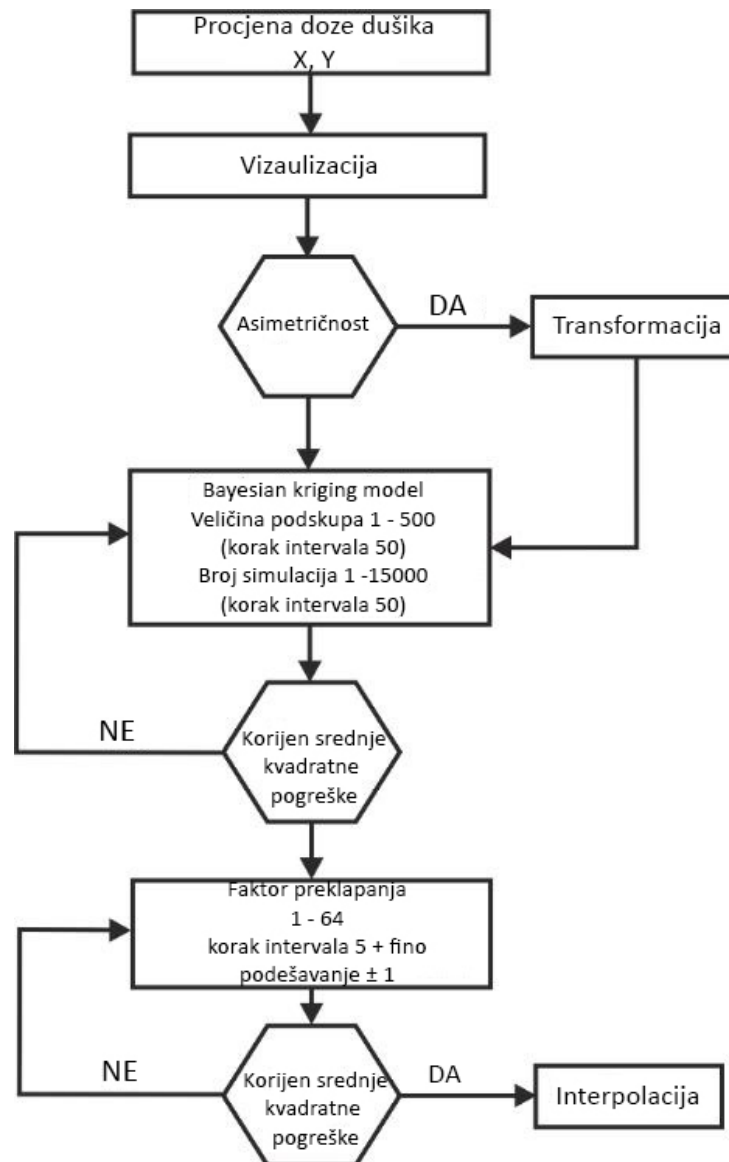 Procjena doze dušika
X, Y
Vizaulizacija
Asimetričnost
DA
Transformacija
Bayesian kriging model
Veličina podskupa 1 - 500
(korak intervala 50)
Broj simulacija 1 -15000
(korak intervala 50)
NE
Korijen srednje
kvadratne
pogreške
Faktor preklapanja
1 - 64
korak intervala 5 + fino
podešavanje ± 1
NE
Korijen srednje
kvadratne
pogreške
DA
Interpolacija